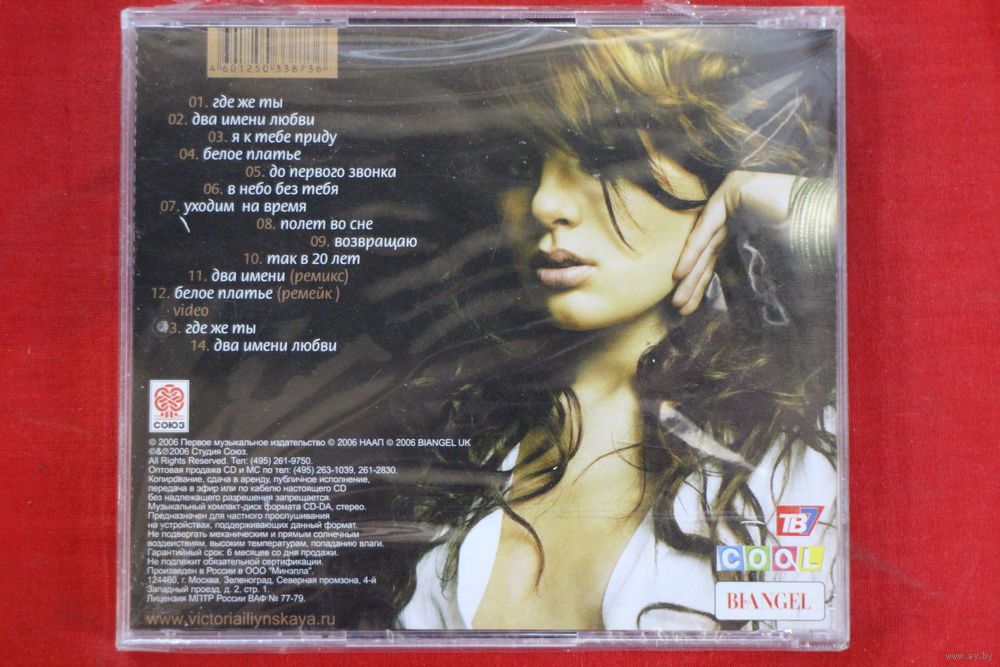 4601250338736
01. где же ты
02. два имени любви
03. я к тебе приду
04. белое платье
05. до первого звонка
06. в небо без тебя
07. уходим на время
08. полет во сне
09. возвращаю
10. так в 20 лет
11. два имени (ремикс)
12. белое платье (ремейк)
video
3. где же ты
14. два имени любви
СОЮЗ
© 2006 Первое музыкальное издательство © 2006 НААП © 2006 BIANGEL UK
©&℗2006 Студия Союз.
All Rights Reserved. Тел: (495) 261-9750.
Оптовая продажа CD и МС по тел: (495) 263-1039, 261-2830.
Копирование, сдача в аренду, публичное исполнение,
передача в эфир или по кабелю настоящего CD
без надлежащего разрешения запрещается.
Музыкальный компакт-диск формата CD-DA, стерео.
Предназначен для частного прослушивания
на устройствах, поддерживающих данный формат.
Не подвергать механическим и прямым солнечным
воздействиям, высоким температурам, попаданию влаги.
Гарантийный срок: 6 месяцев со дня продажи.
Не подлежит обязательной сертификации.
Произведен в России в ООО "Минэлла".
124460, г. Москва, Зеленоград, Северная промзона, 4-й
Западный проезд, д. 2, стр. 1.
Лицензия МПТР России ВАФ № 77-79.
www.victoriailiynskaya.ru
ТВ7
COOL
BIANGEL
www.ay.by